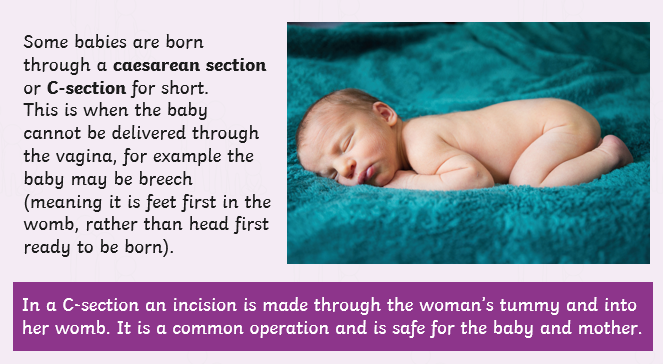 Some babies are born
through a caesarean section
or C-section for short.
This is when the baby
cannot be delivered through
the vagina, for example the
baby may be breech
(meaning it is feet first in the
womb, rather than head first
ready to be born).
In a C-section an incision is made through the woman's tummy and into
her womb. It is a common operation and is safe for the baby and mother.